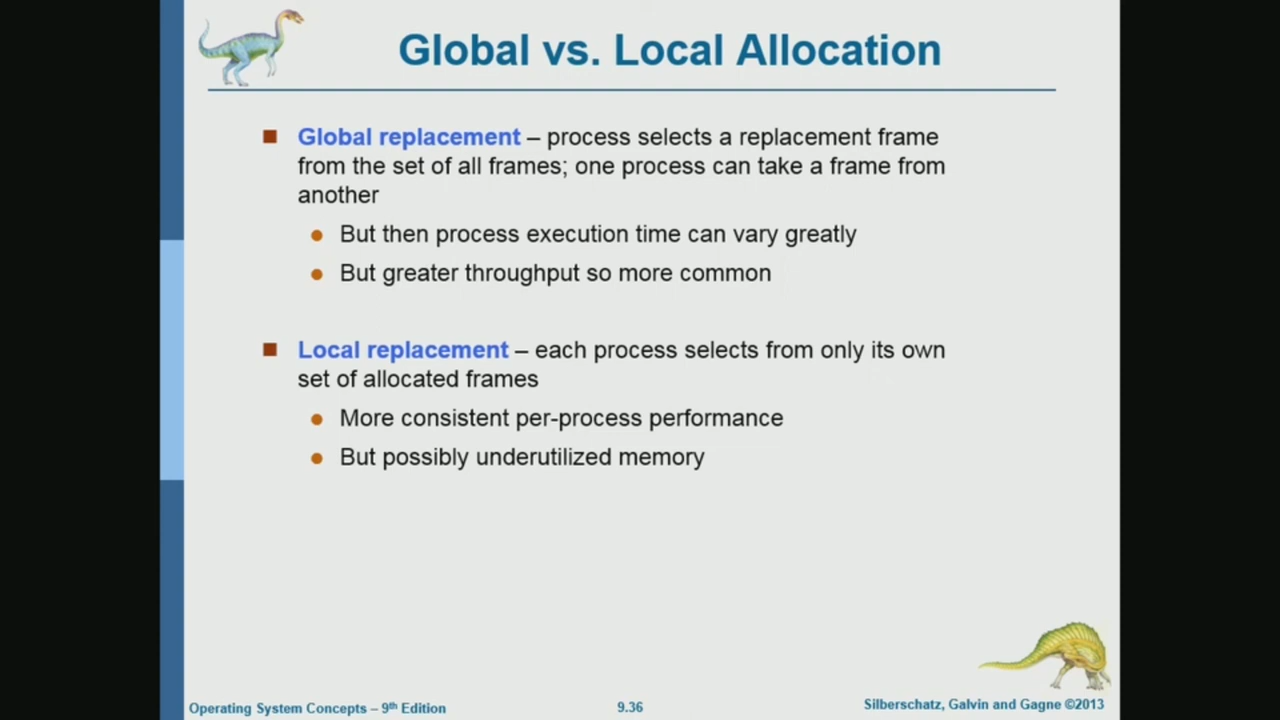 Global vs. Local Allocation
Global replacement – process selects a replacement frame
from the set of all frames; one process can take a frame from
another
But then process execution time can vary greatly
But greater throughput so more common
Local replacement – each process selects from only its own
set of allocated frames
More consistent per-process performance
But possibly underutilized memory
Operating System Concepts – 9th Edition
9.36
Silberschatz, Galvin and Gagne ©2013